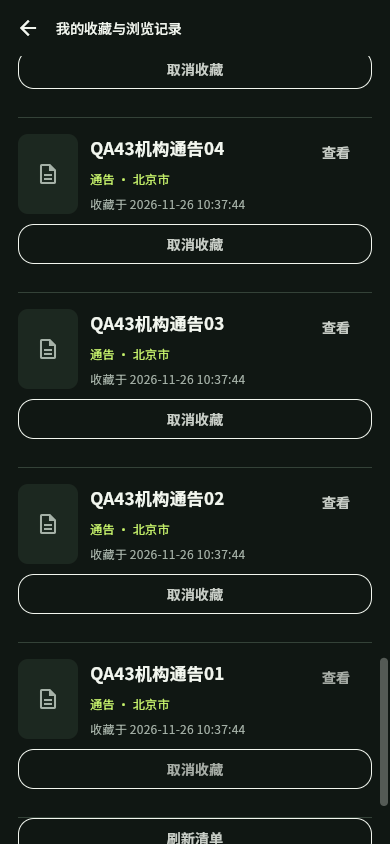 我的收藏与浏览记录
取消收藏
QA43机构通告04
查看
通告 · 北京市
收藏于 2026-11-26 10:37:44
取消收藏
QA43机构通告03
查看
通告 · 北京市
收藏于 2026-11-26 10:37:44
取消收藏
QA43机构通告02
查看
通告 · 北京市
收藏于 2026-11-26 10:37:44
取消收藏
QA43机构通告01
查看
通告 · 北京市
收藏于 2026-11-26 10:37:44
取消收藏
刷新清单